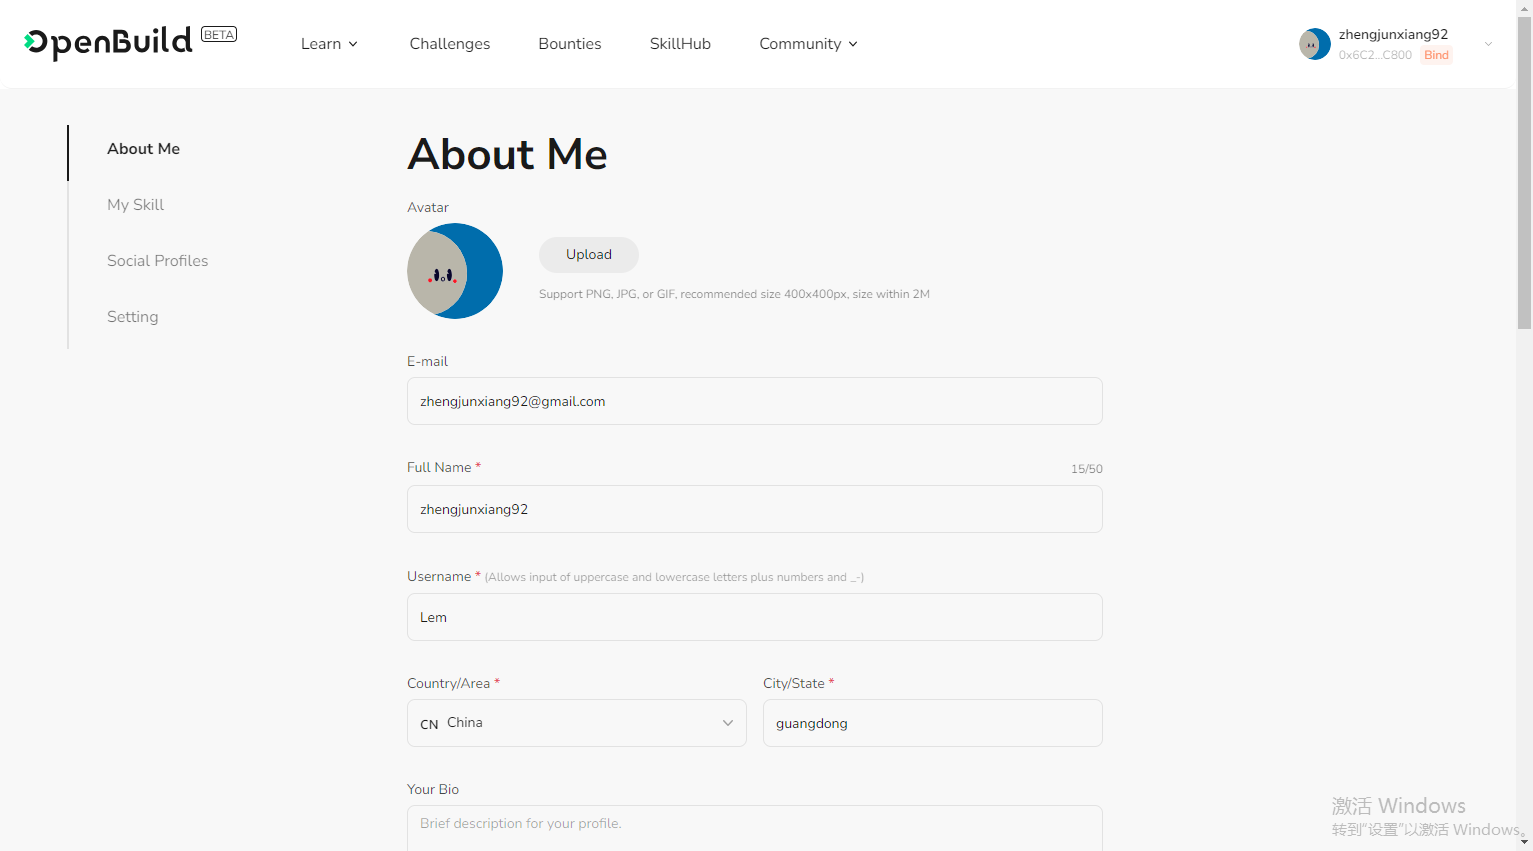 OpenBuild BETA
Learn
Challenges
Bounties
SkillHub
Community
zhengjunxiang92
0x6C2...C800 Bind
About Me
My Skill
Social Profiles
Setting
About Me
Avatar
Upload
Support PNG, JPG, or GIF, recommended size 400x400px, size within 2M
E-mail
zhengjunxiang92@gmail.com
Full Name *
15/50
zhengjunxiang92
Username * (Allows input of uppercase and lowercase letters plus numbers and _-)
Lem
Country/Area *
CN China
City/State *
guangdong
Your Bio
Brief description for your profile.
激活 Windows
转到“设置”以激活 Windows。